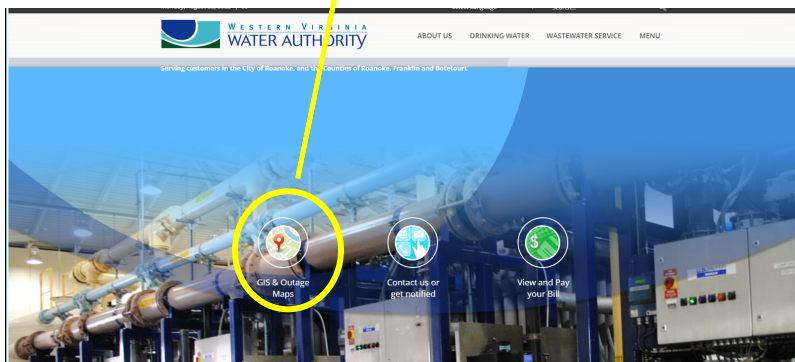 WESTERN VIRGINIA
WATER AUTHORITY
ABOUT US DRINKING WATER WASTEWATER SERVICE MENU
Serving customers in the City of Roanoke, and the Counties of Roanoke, Franklin and Botetourt
$
GIS & Outage
Maps
Contact us or
get notified
View and Pay
your Bill